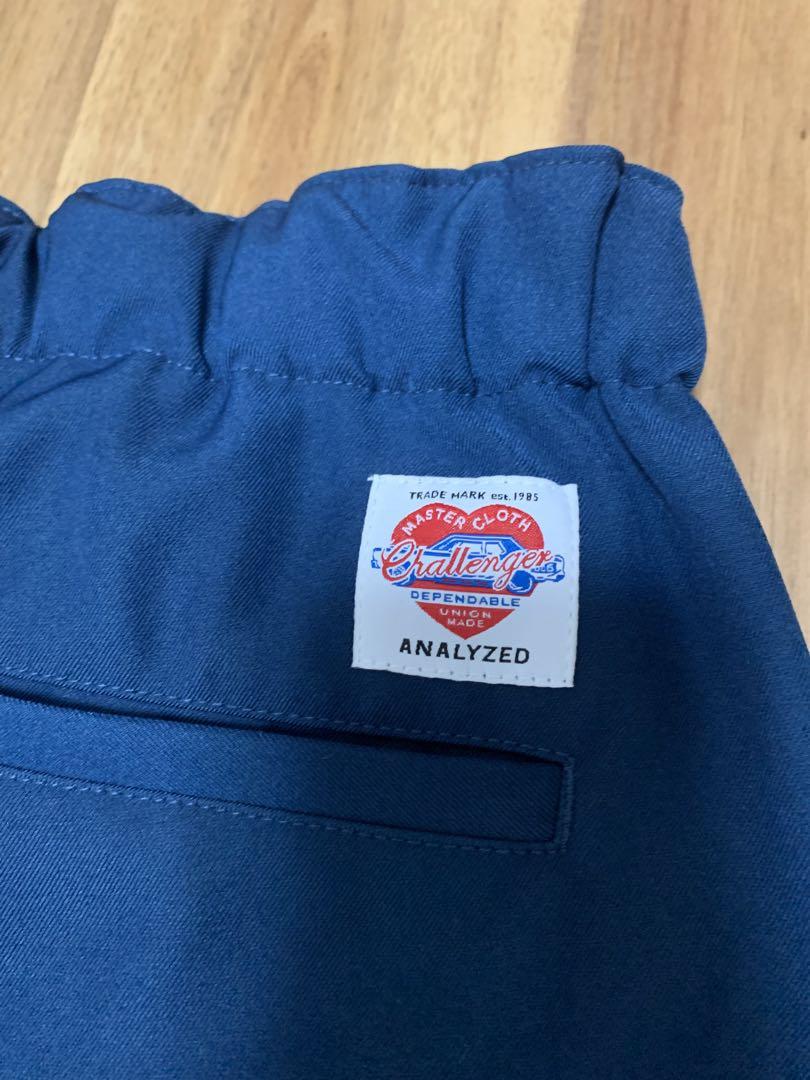 TRADE MARK est. 1985
MASTER CLOTH
Challenger
DEPENDABLE
UNION
MADE
ANALYZED